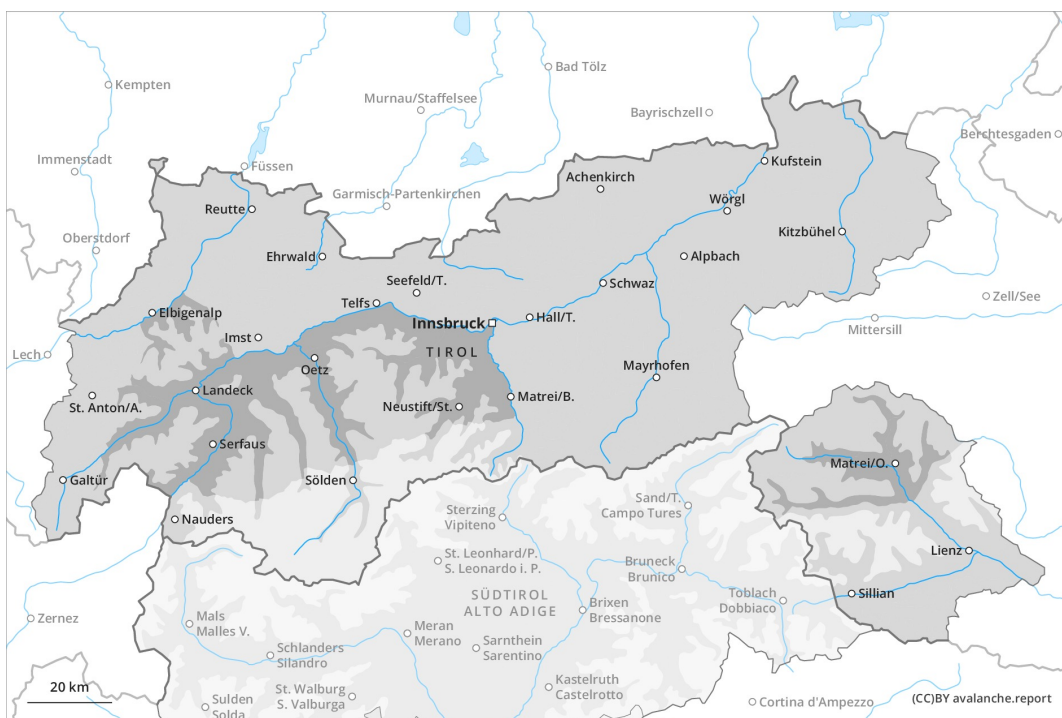 Kempten
Bad Tölz
Murnau/Staffelsee
Bayrischzell
Berchtesgaden
Immenstadt
Füssen
Kufstein
Achenkirch
Garmisch-Partenkirchen
Reutte
Wörgl
Oberstdorf
Kitzbühel
Ehrwald
Alpbach
Seefeld/T.
Schwaz
Zell/See
Telfs
Elbigenalp
Innsbruck
Hall/T.
Mittersill
Imst
Lech
TIROL
Oetz
Mayrhofen
Landeck
St. Anton/A.
Neustift/St.
Matrei/B.
Serfaus
Matrei/O.
Galtür
Sölden
Sand/T.
Campo Tures
Nauders
Sterzing
Vipiteno
Lienz
St. Leonhard/P.
S. Leonardo i. P.
Bruneck
Brunico
SÜDTIROL
ALTO ADIGE
Toblach
Dobbiaco
Sillian
Brixen
Bressanone
Zernez
Mals
Malles V.
Meran
Merano
Sarnthein
Sarentino
Schlanders
Silandro
Kastelruth
Castelrotto
20 km
St. Walburg
S. Valburga
Sulden
Solda
Cortina d'Ampezzo
(CC)BY avalanche.report